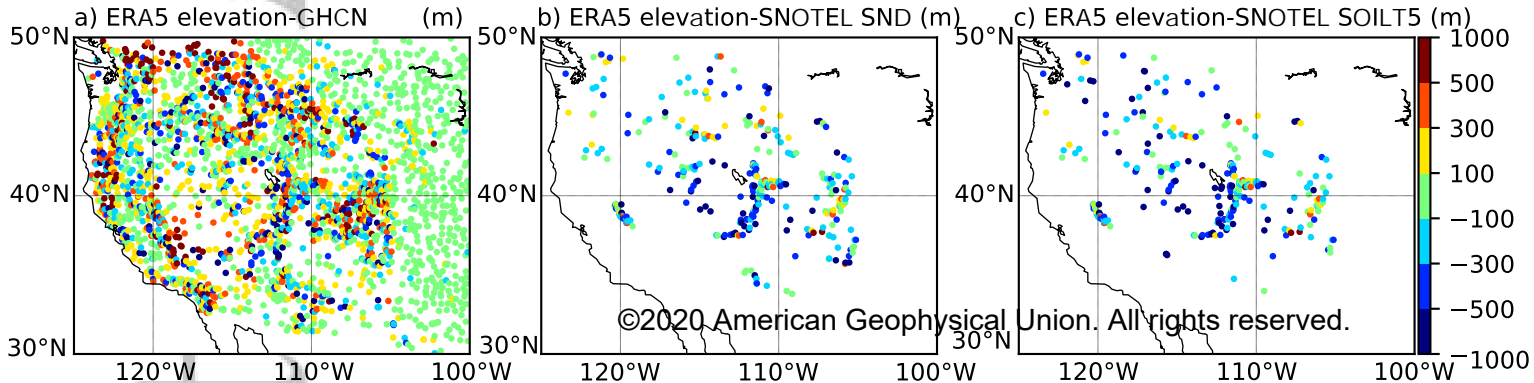 a) ERA5 elevation-GHCN (m)
b) ERA5 elevation-SNOTEL SND (m)
c) ERA5 elevation-SNOTEL SOILT5 (m)
50°N
40°N
30°N
120°W 110°W 100°W
50°N
40°N
30°N
120°W 110°W 100°W
50°N
40°N
30°N
120°W 110°W 100°W
1000
500
300
100
−100
−300
−500
−1000
©2020 American Geophysical Union. All rights reserved.